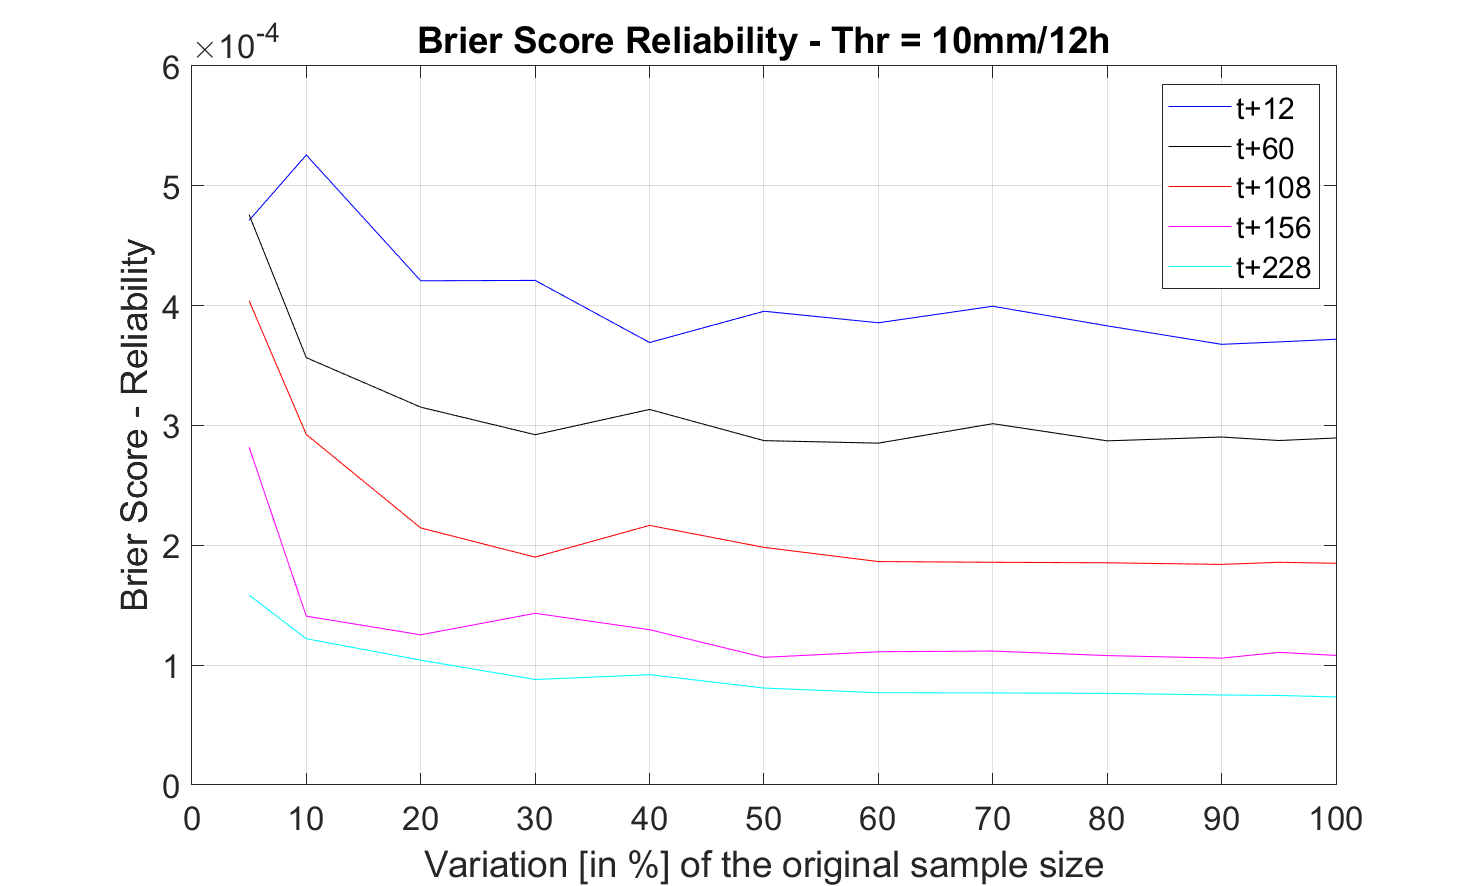 Brier Score Reliability - Thr = 10mm/12h
×10⁻⁴
6
5
4
3
2
1
0
Brier Score - Reliability
t+12
t+60
t+108
t+156
t+228
0 10 20 30 40 50 60 70 80 90 100
Variation [in %] of the original sample size